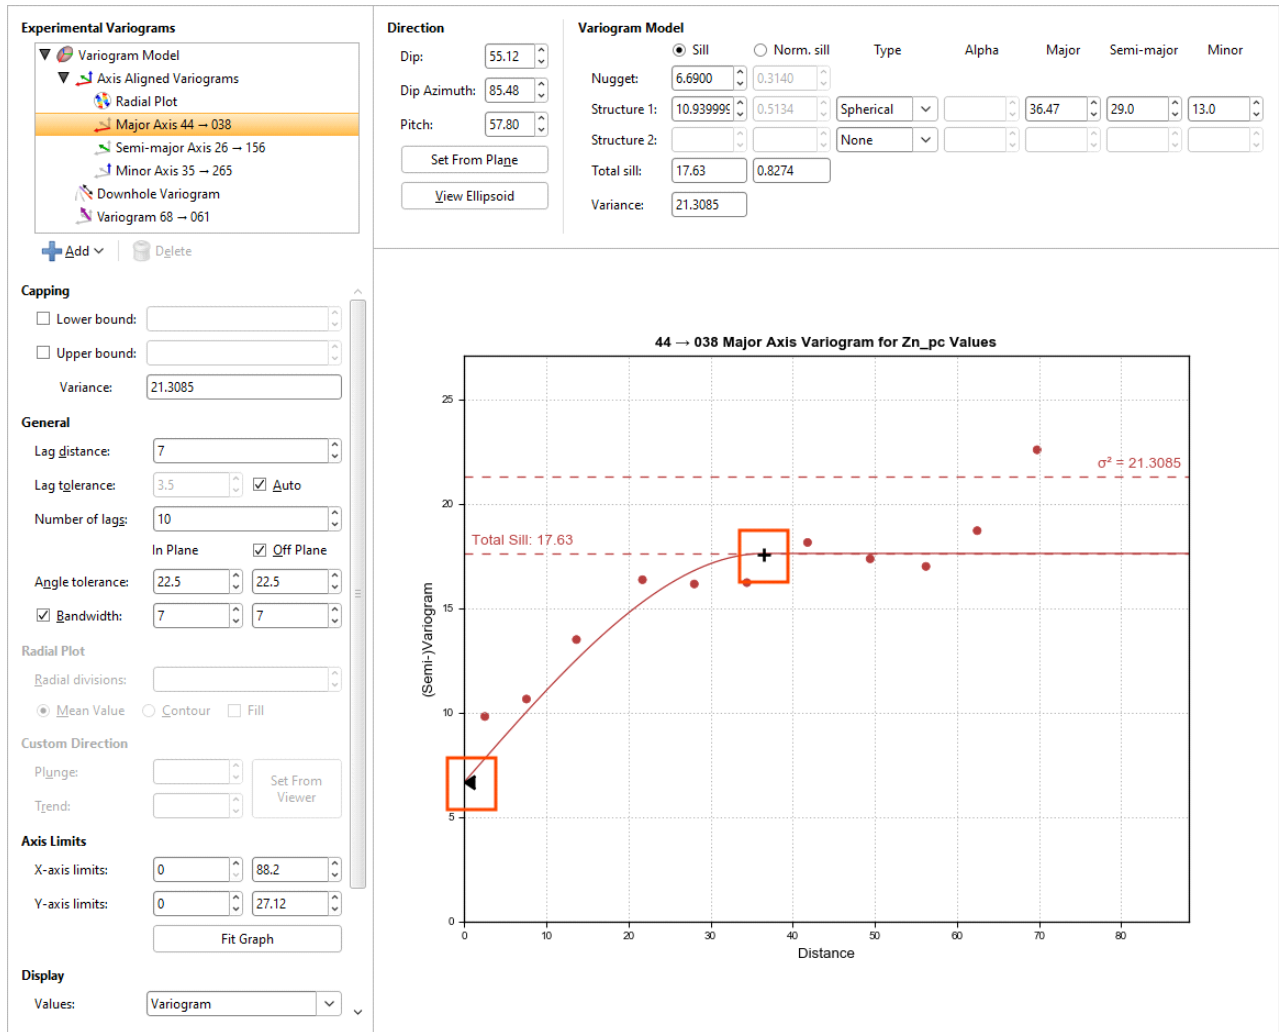 Experimental Variograms
Variogram Model
Axis Aligned Variograms
Radial Plot
Major Axis 44 → 038
Semi-major Axis 26 → 156
Minor Axis 35 → 265
Downhole Variogram
Variogram 68 → 061
Add Delete
Capping
Lower bound:
Upper bound:
Variance: 21.3085
General
Lag distance: 7
Lag tolerance: 3.5 Auto
Number of lags: 10
In Plane Off Plane
Angle tolerance: 22.5 22.5
Bandwidth: 7 7
Radial Plot
Radial divisions:
Mean Value Contour Fill
Custom Direction
Plunge:
Trend:
Set From
Viewer
Axis Limits
X-axis limits: 0 88.2
Y-axis limits: 0 27.12
Fit Graph
Display
Values: Variogram
Direction
Dip: 55.12
Dip Azimuth: 85.48
Pitch: 57.80
Set From Plane
View Ellipsoid
Variogram Model
Sill Norm. sill Type Alpha Major Semi-major Minor
Nugget: 6.6900 0.3140
Structure 1: 10.939999 0.5134 Spherical 36.47 29.0 13.0
Structure 2: None
Total sill: 17.63 0.8274
Variance: 21.3085
44 → 038 Major Axis Variogram for Zn_pc Values
25
σ² = 21.3085
20
Total Sill: 17.63
15
(Semi-)Variogram
10
5
0
0 10 20 30 40 50 60 70 80
Distance